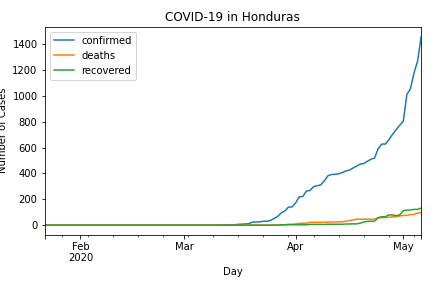 COVID-19 in Honduras
confirmed
deaths
recovered
1400
1200
1000
800
600
400
200
0
Number of Cases
Feb
2020
Mar
Apr
May
Day